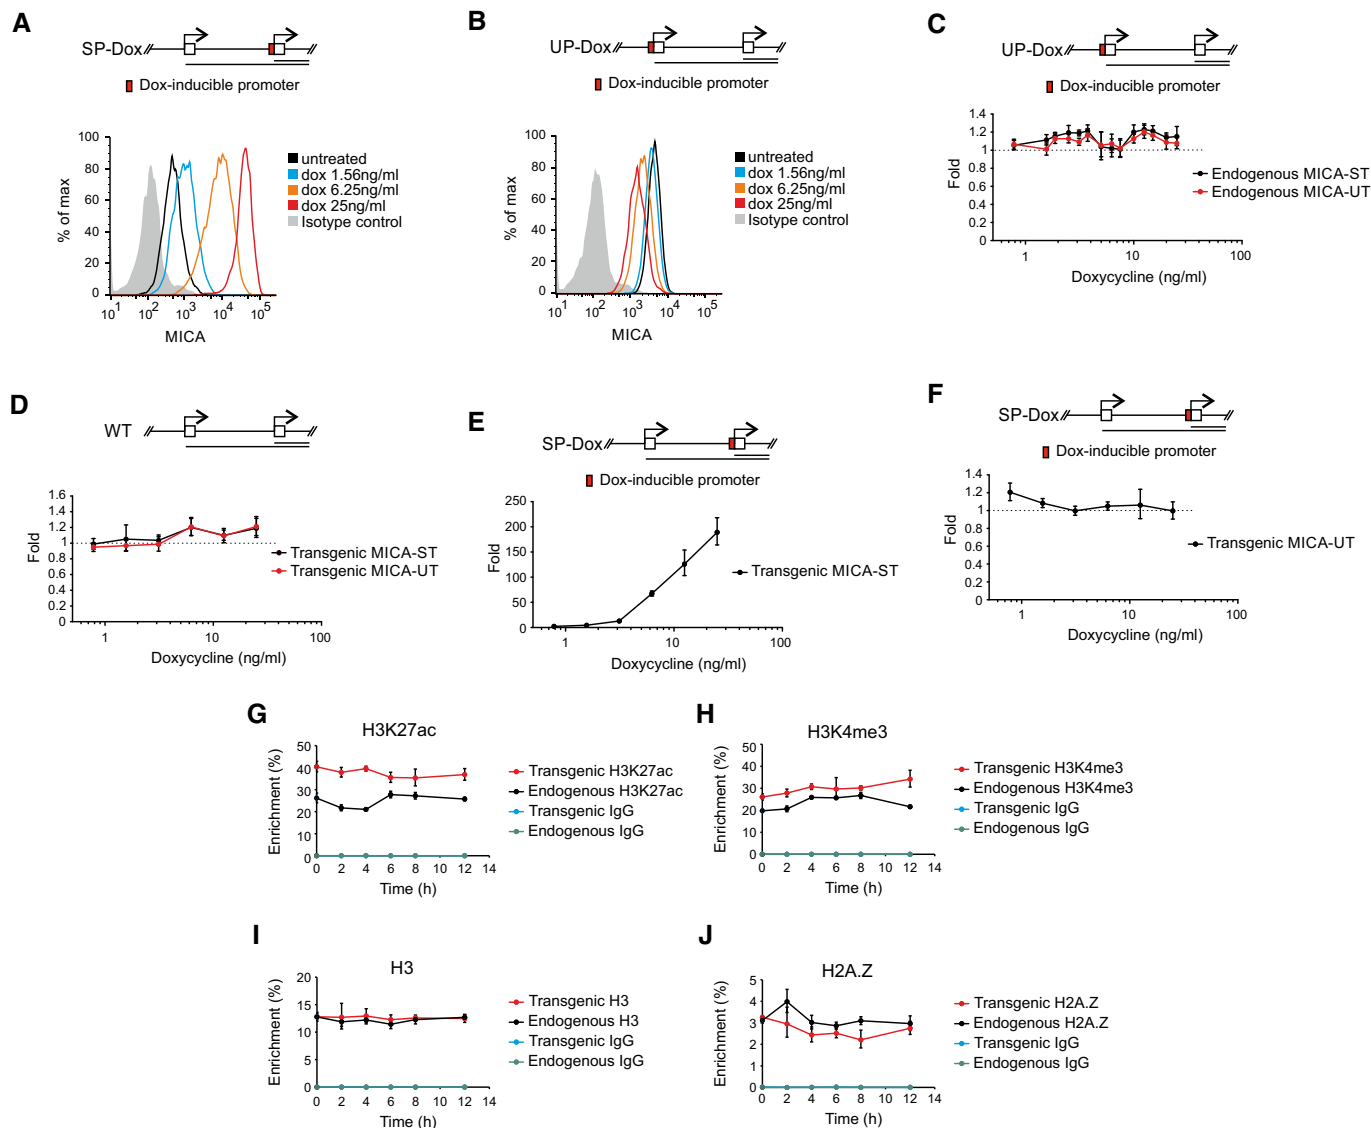 A
SP-Dox
Dox-inducible promoter
100
80
60
40
20
0
% of max
10^1 10^2 10^3 10^4 10^5
MICA
untreated
dox 1.56ng/ml
dox 6.25ng/ml
dox 25ng/ml
Isotype control
B
UP-Dox
Dox-inducible promoter
100
80
60
40
20
0
% of max
10^1 10^2 10^3 10^4 10^5
MICA
untreated
dox 1.56ng/ml
dox 6.25ng/ml
dox 25ng/ml
Isotype control
C
UP-Dox
Dox-inducible promoter
1.4
1.2
1
0.8
0.6
0.4
0.2
0
Fold
1 10 100
Doxycycline (ng/ml)
Endogenous MICA-ST
Endogenous MICA-UT
D
WT
1.6
1.4
1.2
1
0.8
0.6
0.4
0.2
0
Fold
1 10 100
Doxycycline (ng/ml)
Transgenic MICA-ST
Transgenic MICA-UT
E
SP-Dox
Dox-inducible promoter
250
200
150
100
50
0
Fold
1 10 100
Doxycycline (ng/ml)
Transgenic MICA-ST
F
SP-Dox
Dox-inducible promoter
1.4
1.2
1
0.8
0.6
0.4
0.2
0
Fold
1 10 100
Doxycycline (ng/ml)
Transgenic MICA-UT
G
H3K27ac
50
40
30
20
10
0
Enrichment (%)
0 2 4 6 8 10 12 14
Time (h)
Transgenic H3K27ac
Endogenous H3K27ac
Transgenic IgG
Endogenous IgG
H
H3K4me3
50
40
30
20
10
0
Enrichment (%)
0 2 4 6 8 10 12 14
Time (h)
Transgenic H3K4me3
Endogenous H3K4me3
Transgenic IgG
Endogenous IgG
I
H3
20
15
10
5
0
Enrichment (%)
0 2 4 6 8 10 12 14
Time (h)
Transgenic H3
Endogenous H3
Transgenic IgG
Endogenous IgG
J
H2A.Z
5
4
3
2
1
0
Enrichment (%)
0 2 4 6 8 10 12 14
Time (h)
Transgenic H2A.Z
Endogenous H2A.Z
Transgenic IgG
Endogenous IgG